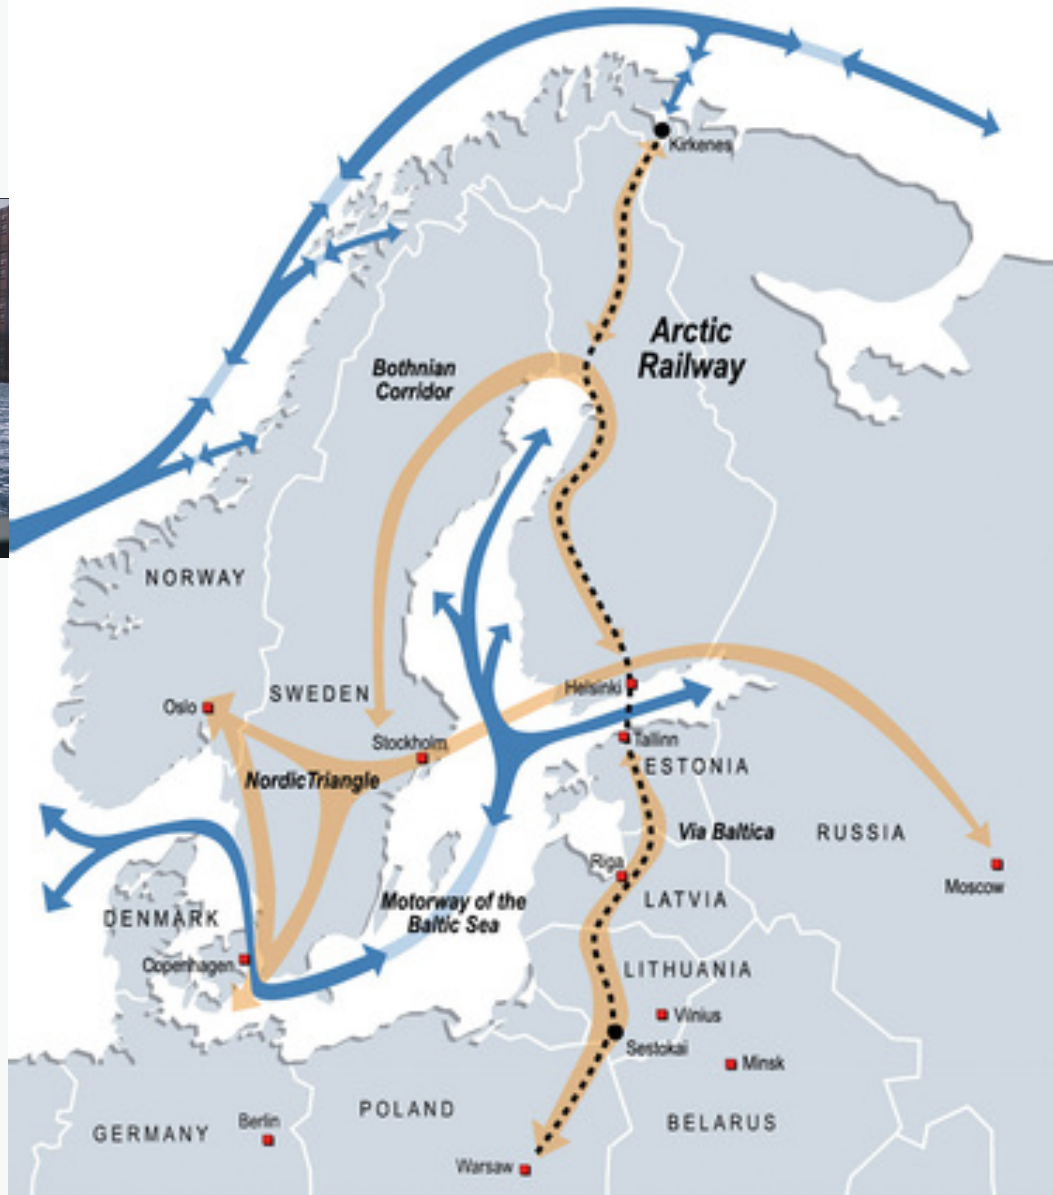 Kirkenes
Arctic
Railway
Bothnian
Corridor
NORWAY
Helsinki
SWEDEN
Oslo
Stockholm
Tallinn
ESTONIA
NordicTriangle
Via Baltica
RUSSIA
Riga
Moscow
Motorway of the
Baltic Sea
LATVIA
DENMARK
Copenhagen
LITHUANIA
Vilnius
Sestokai
Minsk
POLAND
BELARUS
Berlin
GERMANY
Warsaw